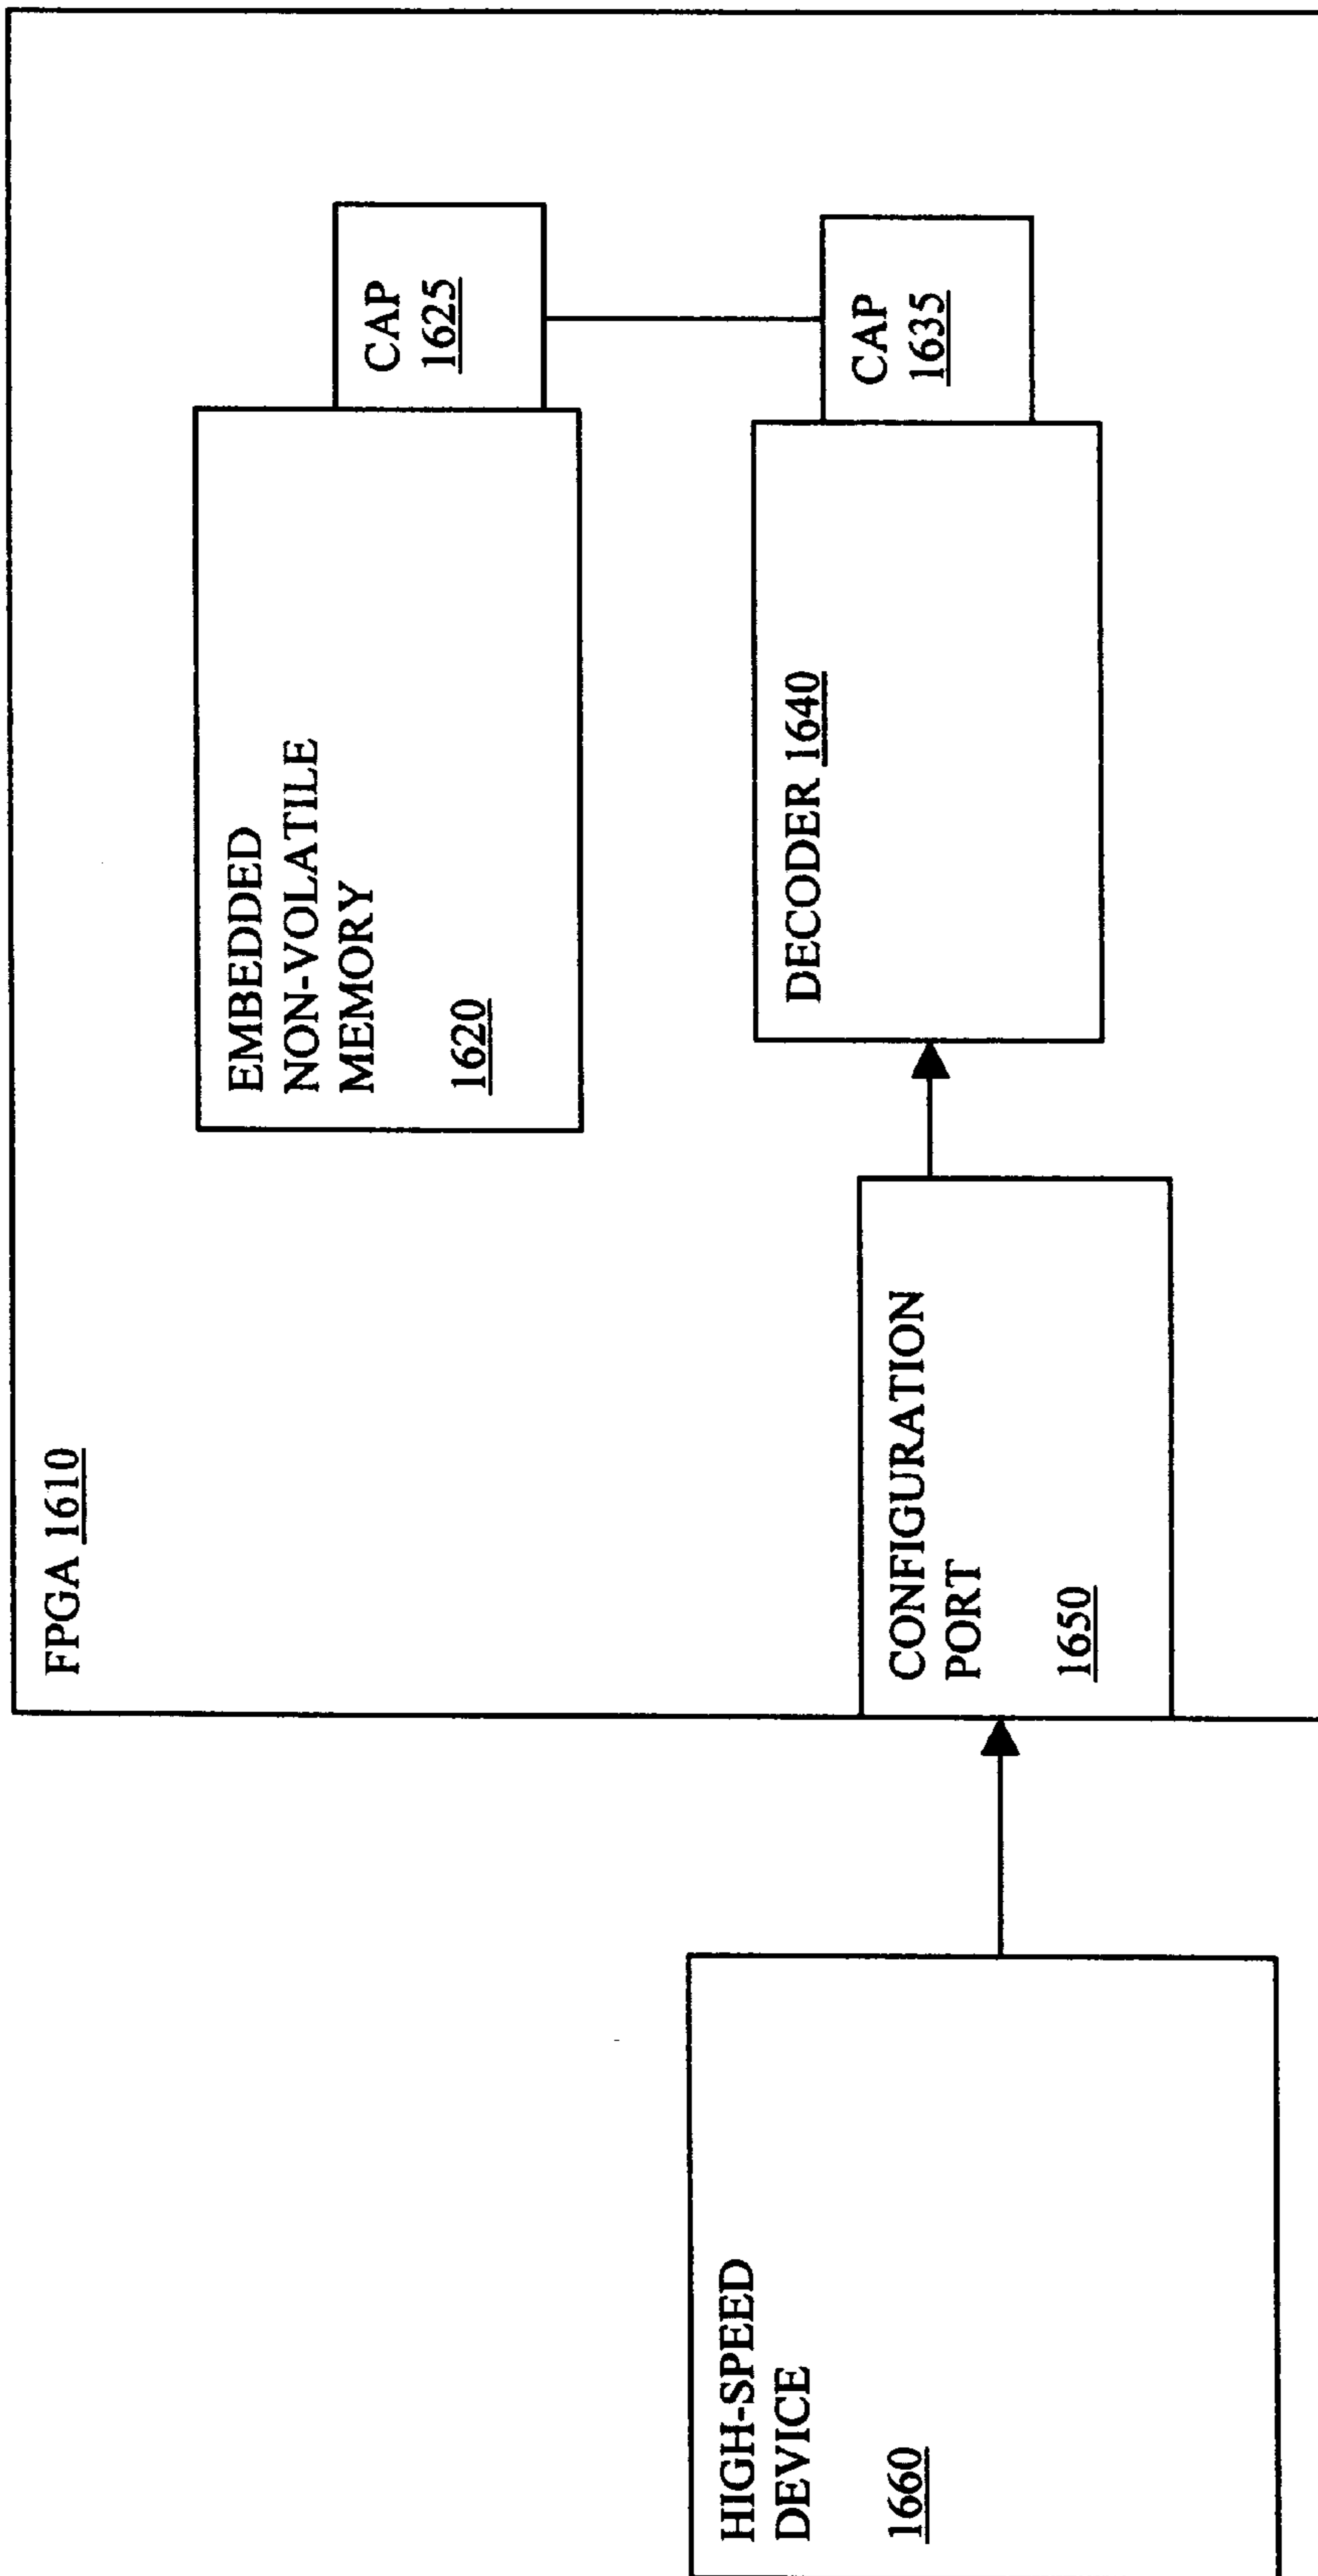 FPGA 1610
EMBEDDED
NON-VOLATILE
MEMORY
1620
CAP
1625
HIGH-SPEED
DEVICE
1660
CONFIGURATION
PORT
1650
DECODER 1640
CAP
1635